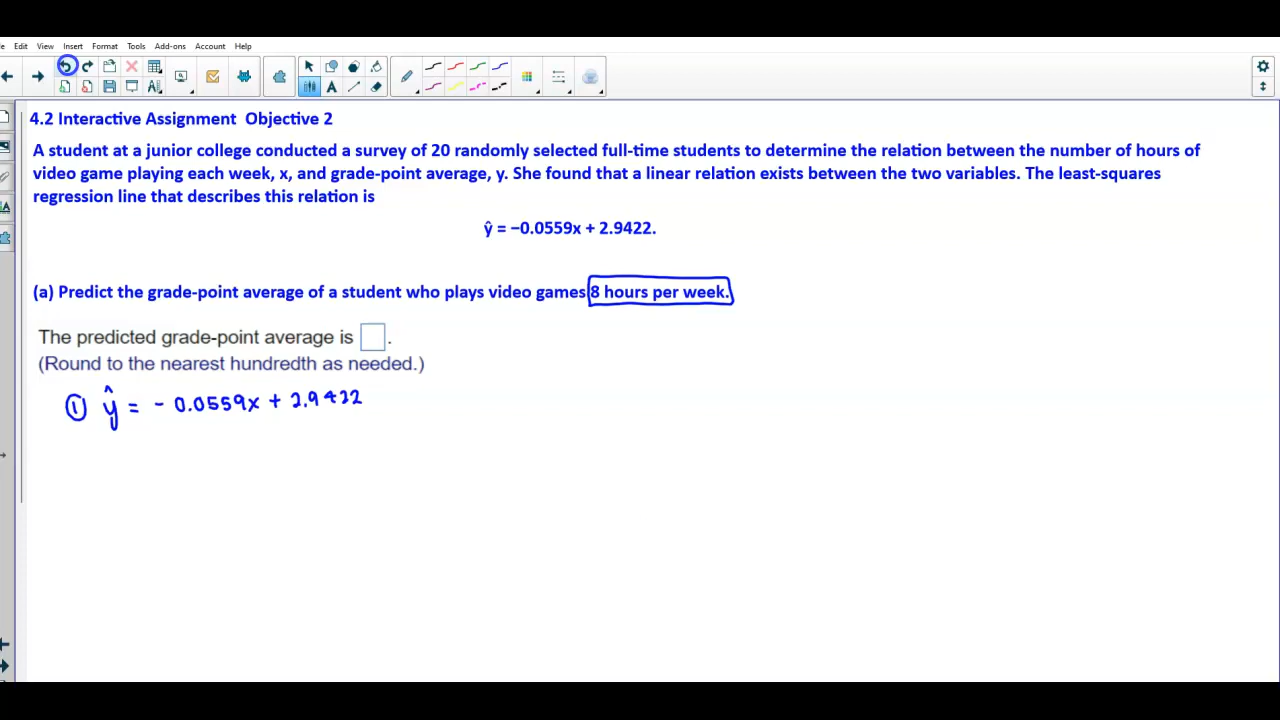 e Edit View Insert Format Tools Add-ons Account Help
4.2 Interactive Assignment Objective 2
A student at a junior college conducted a survey of 20 randomly selected full-time students to determine the relation between the number of hours of
video game playing each week, x, and grade-point average, y. She found that a linear relation exists between the two variables. The least-squares
regression line that describes this relation is
ŷ = −0.0559x + 2.9422.
(a) Predict the grade-point average of a student who plays video games 8 hours per week.
The predicted grade-point average is .
(Round to the nearest hundredth as needed.)
① ŷ = - 0.0559x + 2.9422